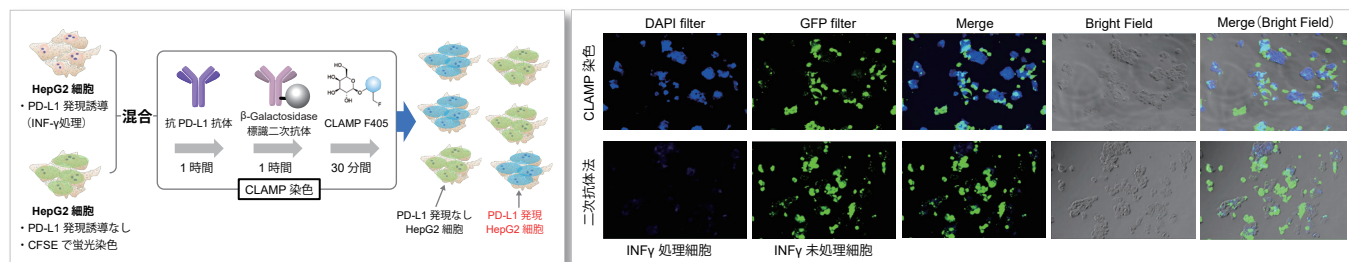 HepG2 細胞
・PD-L1 発現誘導
（INF-γ処理）
混合
HepG2 細胞
・PD-L1 発現誘導なし
・CFSE で蛍光染色
抗 PD-L1 抗体
β-Galactosidase
標識二次抗体
HO
OH
O
HO
OH
O
F
CLAMP F405
1 時間
1 時間
30 分間
CLAMP 染色
PD-L1 発現なし
HepG2 細胞
PD-L1 発現
HepG2 細胞
DAPI filter
GFP filter
Merge
Bright Field
Merge（Bright Field）
CLAMP 染色
二次抗体法
INFγ 処理細胞
INFγ 未処理細胞